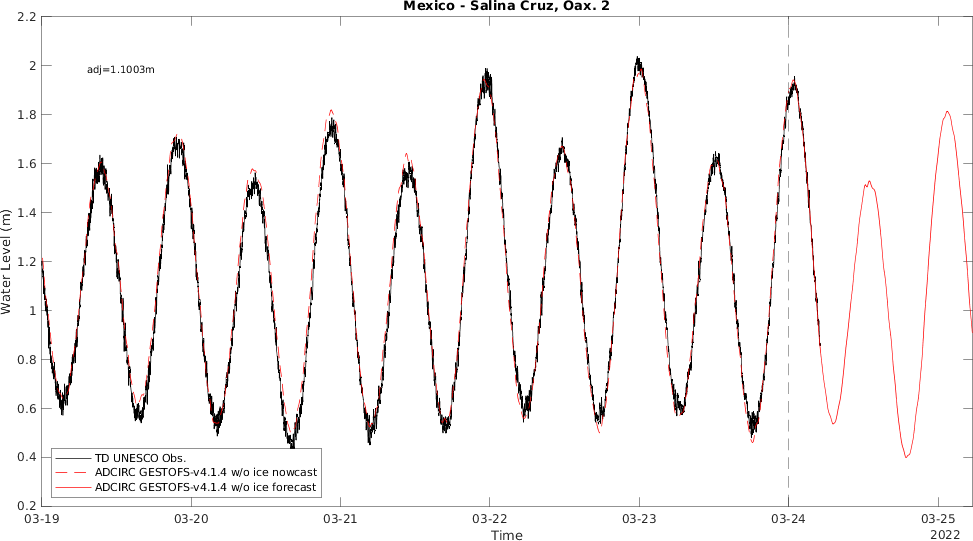 Mexico - Salina Cruz, Oax. 2
2.2
2
1.8
1.6
1.4
1.2
1
0.8
0.6
0.4
0.2
Water Level (m)
adj=1.1003m
TD UNESCO Obs.
ADCIRC GESTOFS-v4.1.4 w/o ice nowcast
ADCIRC GESTOFS-v4.1.4 w/o ice forecast
03-19 03-20 03-21 03-22 03-23 03-24 03-25
Time
2022